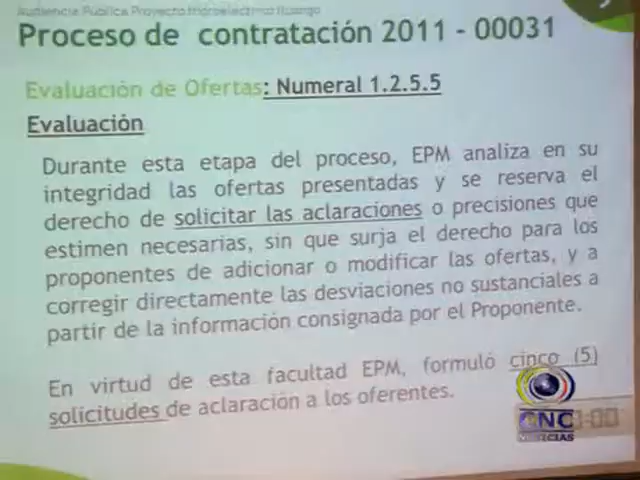 Audiencia Pública Proyecto Hidroeléctrico Ituango
Proceso de contratación 2011 - 00031
Evaluación de Ofertas: Numeral 1.2.5.5
Evaluación
Durante esta etapa del proceso, EPM analiza en su
integridad las ofertas presentadas y se reserva el
derecho de solicitar las aclaraciones o precisiones que
estimen necesarias, sin que surja el derecho para los
proponentes de adicionar o modificar las ofertas, y a
corregir directamente las desviaciones no sustanciales a
partir de la información consignada por el Proponente.
En virtud de esta facultad EPM, formuló cinco (5)
solicitudes de aclaración a los oferentes.
CNC
NOTICIAS